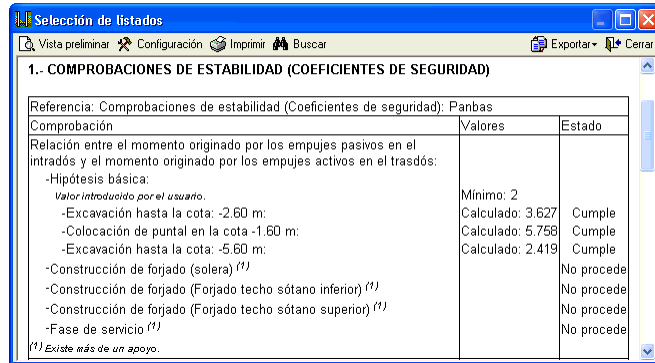 Selección de listados
Vista preliminar Configuración Imprimir Buscar Exportar Cerrar
1.- COMPROBACIONES DE ESTABILIDAD (COEFICIENTES DE SEGURIDAD)
Referencia: Comprobaciones de estabilidad (Coeficientes de seguridad): Panbas
Comprobación Valores Estado
Relación entre el momento originado por los empujes pasivos en el
intradós y el momento originado por los empujes activos en el trasdós:
-Hipótesis básica:
Valor introducido por el usuario. Mínimo: 2
-Excavación hasta la cota: -2.60 m: Calculado: 3.627 Cumple
-Colocación de puntal en la cota -1.60 m: Calculado: 5.758 Cumple
-Excavación hasta la cota: -5.60 m: Calculado: 2.419 Cumple
-Construcción de forjado (solera) (1) No procede
-Construcción de forjado (Forjado techo sótano inferior) (1) No procede
-Construcción de forjado (Forjado techo sótano superior) (1) No procede
-Fase de servicio (1) No procede
(1) Existe más de un apoyo.